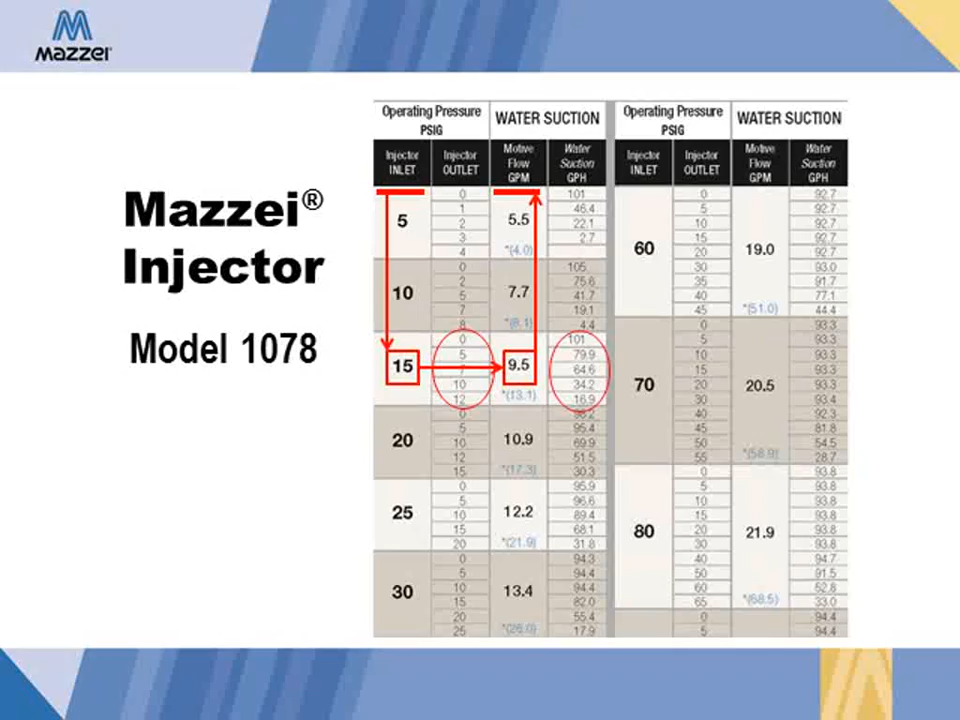 Mazzei
Mazzei®
Injector
Model 1078
Operating Pressure
PSIG
WATER SUCTION
Injector INLET Injector OUTLET Motive Flow GPM Water Suction GPH
5 5.5 *(4.0)
0 101
1 46.4
2 22.1
3 2.7
4
10 7.7 *(8.1)
0 105.
2 75.6
5 41.7
7 19.1
8 4.4
15 9.5 *(13.1)
0 101
5 79.9
7 64.6
10 34.2
12 16.9
20 10.9 *(17.3)
0 98.2
5 95.4
10 69.9
12 51.5
15 30.3
25 12.2 *(21.9)
0 95.9
5 96.6
10 89.4
15 68.1
20 31.8
30 13.4 *(26.0)
0 94.3
5 94.4
10 94.4
15 82.0
20 55.4
25 17.9
Operating Pressure
PSIG
WATER SUCTION
Injector INLET Injector OUTLET Motive Flow GPM Water Suction GPH
60 19.0 *(51.0)
0 92.7
5 92.7
10 92.7
15 92.7
20 92.7
30 93.0
35 91.7
40 77.1
45 44.4
70 20.5 *(58.9)
0 93.3
5 93.3
10 93.3
15 93.3
20 93.3
30 93.4
40 92.3
45 81.8
50 54.5
55 28.7
80 21.9 *(68.5)
0 93.8
5 93.8
10 93.8
15 93.8
20 93.8
30 93.8
40 94.7
50 91.5
60 52.8
65 33.0
0 94.4
5 94.4